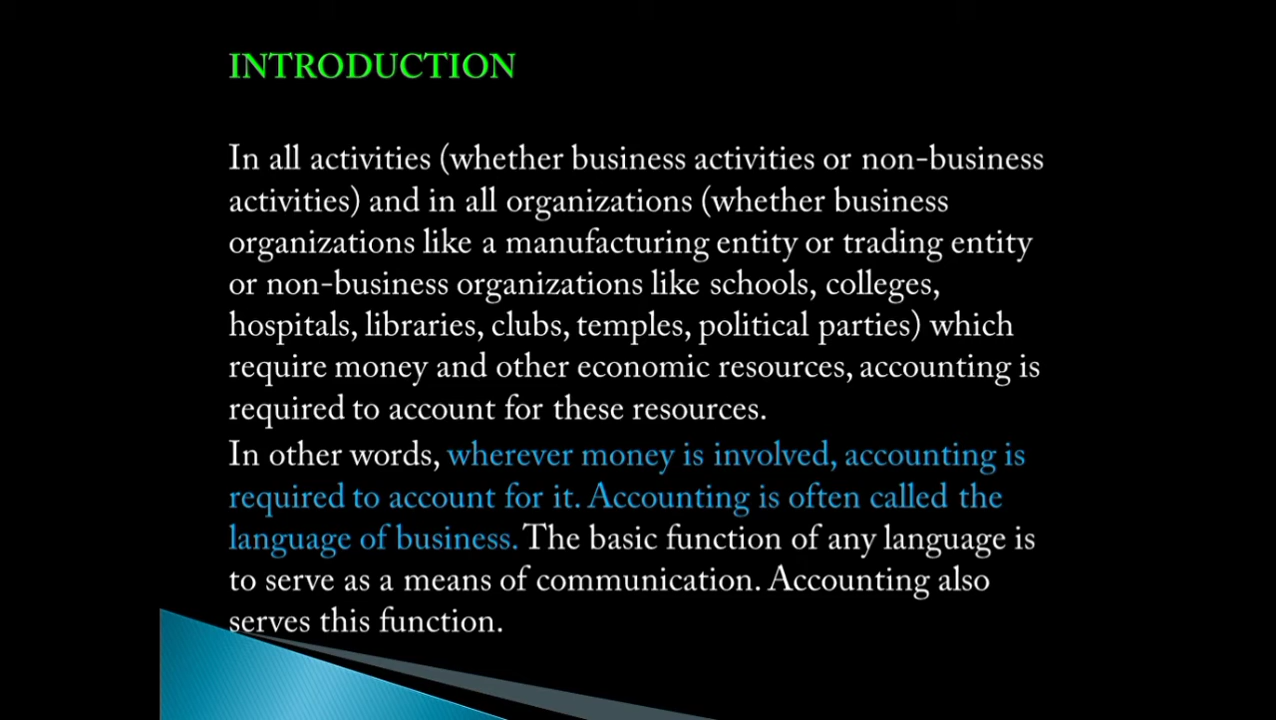 INTRODUCTION
In all activities (whether business activities or non-business
activities) and in all organizations (whether business
organizations like a manufacturing entity or trading entity
or non-business organizations like schools, colleges,
hospitals, libraries, clubs, temples, political parties) which
require money and other economic resources, accounting is
required to account for these resources.
In other words, wherever money is involved, accounting is
required to account for it. Accounting is often called the
language of business. The basic function of any language is
to serve as a means of communication. Accounting also
serves this function.